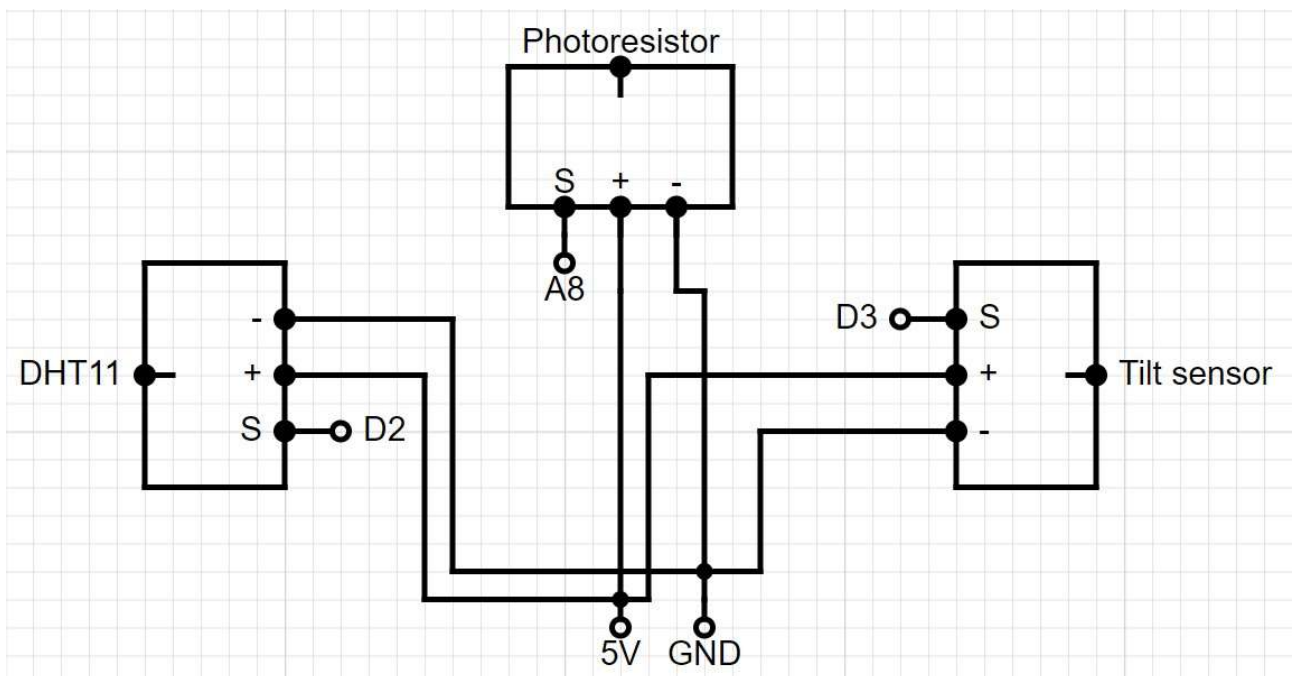 Photoresistor
S + -
A8
D3 S
-
DHT11 +
+ Tilt sensor
S D2
-
5V GND